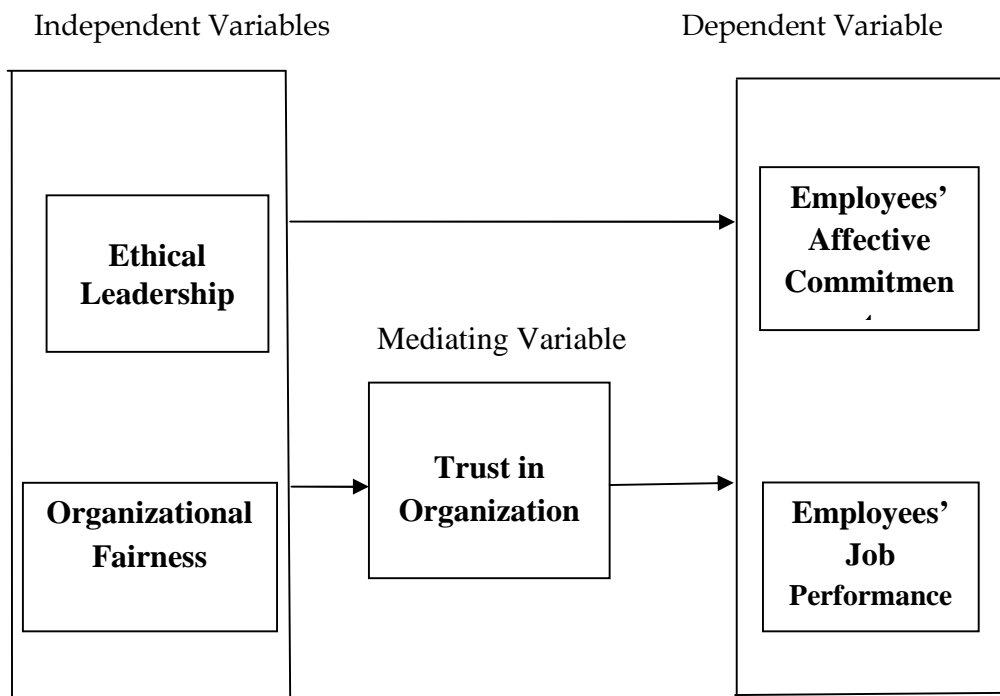 Independent Variables
Dependent Variable
Ethical
Leadership
Employees’
Affective
Commitmen
Mediating Variable
Trust in
Organization
Organizational
Fairness
Employees’
Job
Performance